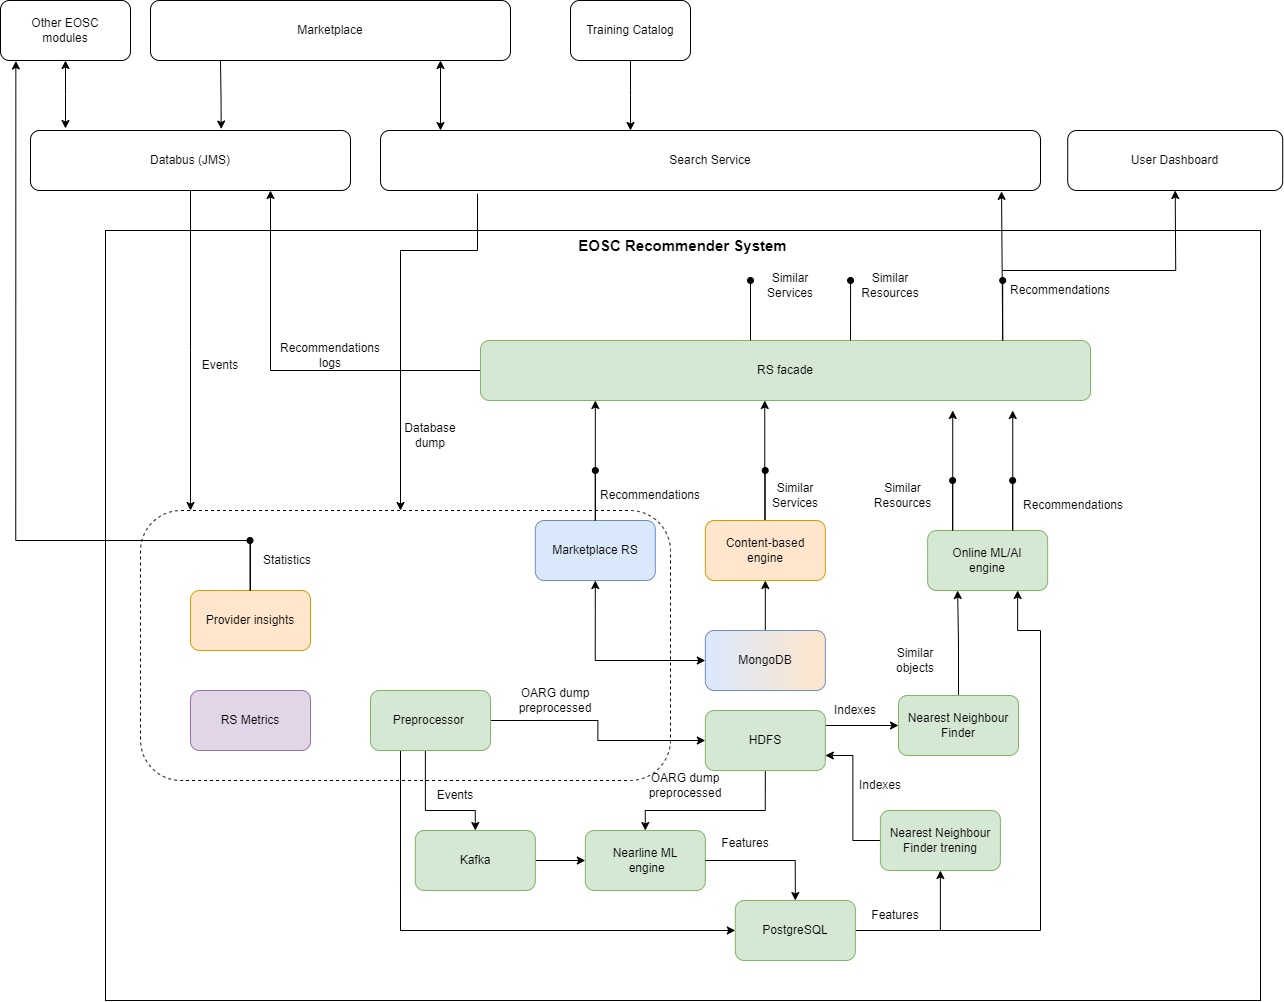 Other EOSC
modules
Marketplace
Training Catalog
Databus (JMS)
Search Service
User Dashboard
EOSC Recommender System
Similar
Services
Similar
Resources
Recommendations
Recommendations
logs
Events
RS facade
Database
dump
Recommendations
Similar
Services
Similar
Resources
Recommendations
Statistics
Marketplace RS
Content-based
engine
Online ML/AI
engine
Provider insights
MongoDB
Similar
objects
RS Metrics
Preprocessor
OARG dump
preprocessed
HDFS
Indexes
Nearest Neighbour
Finder
OARG dump
preprocessed
Indexes
Events
Kafka
Nearline ML
engine
Features
Nearest Neighbour
Finder trening
PostgreSQL
Features